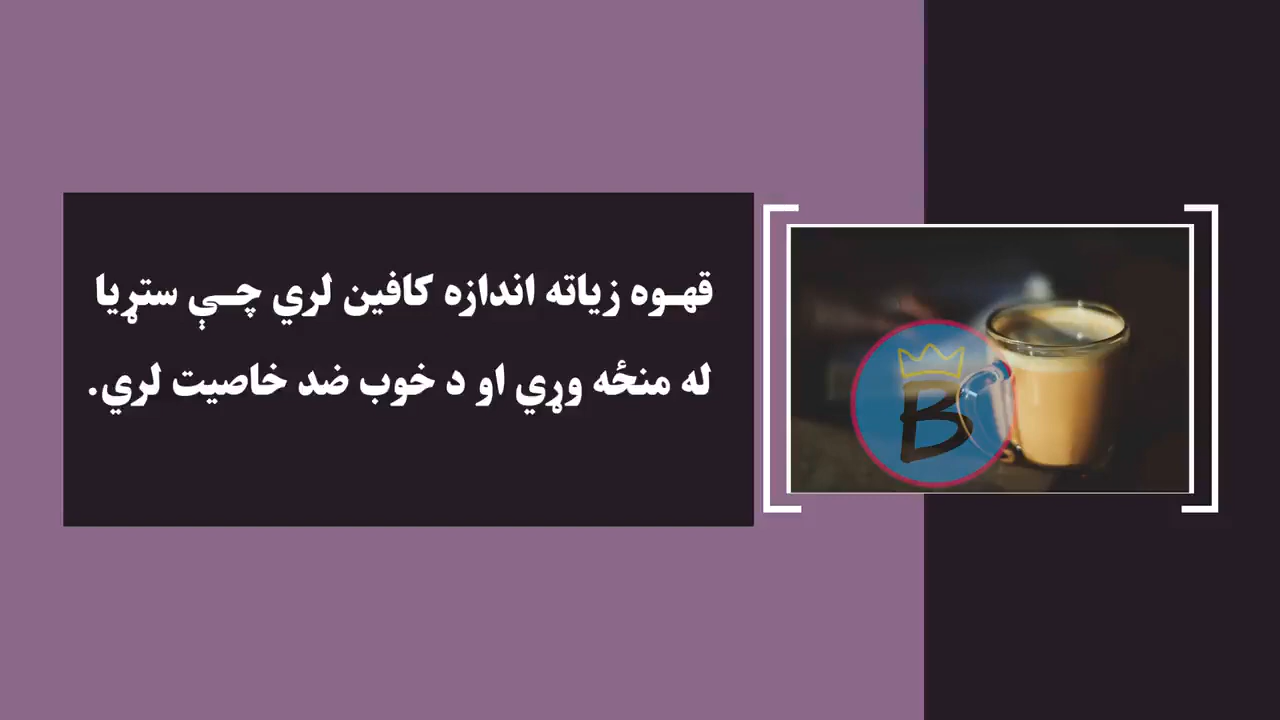 قهوه زیاته اندازه کافین لري چې ستړیا
له منځه وړي او د خوب ضد خاصیت لري.
B